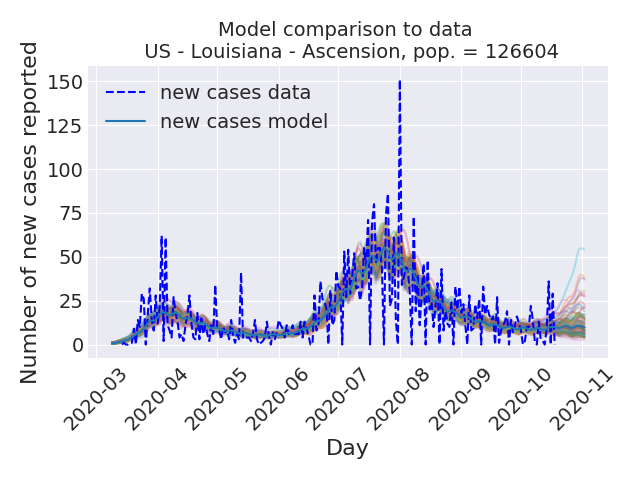 Model comparison to data
US - Louisiana - Ascension, pop. = 126604
Number of new cases reported
150
125
100
75
50
25
0
new cases data
new cases model
2020-03
2020-04
2020-05
2020-06
2020-07
2020-08
2020-09
2020-10
2020-11
Day